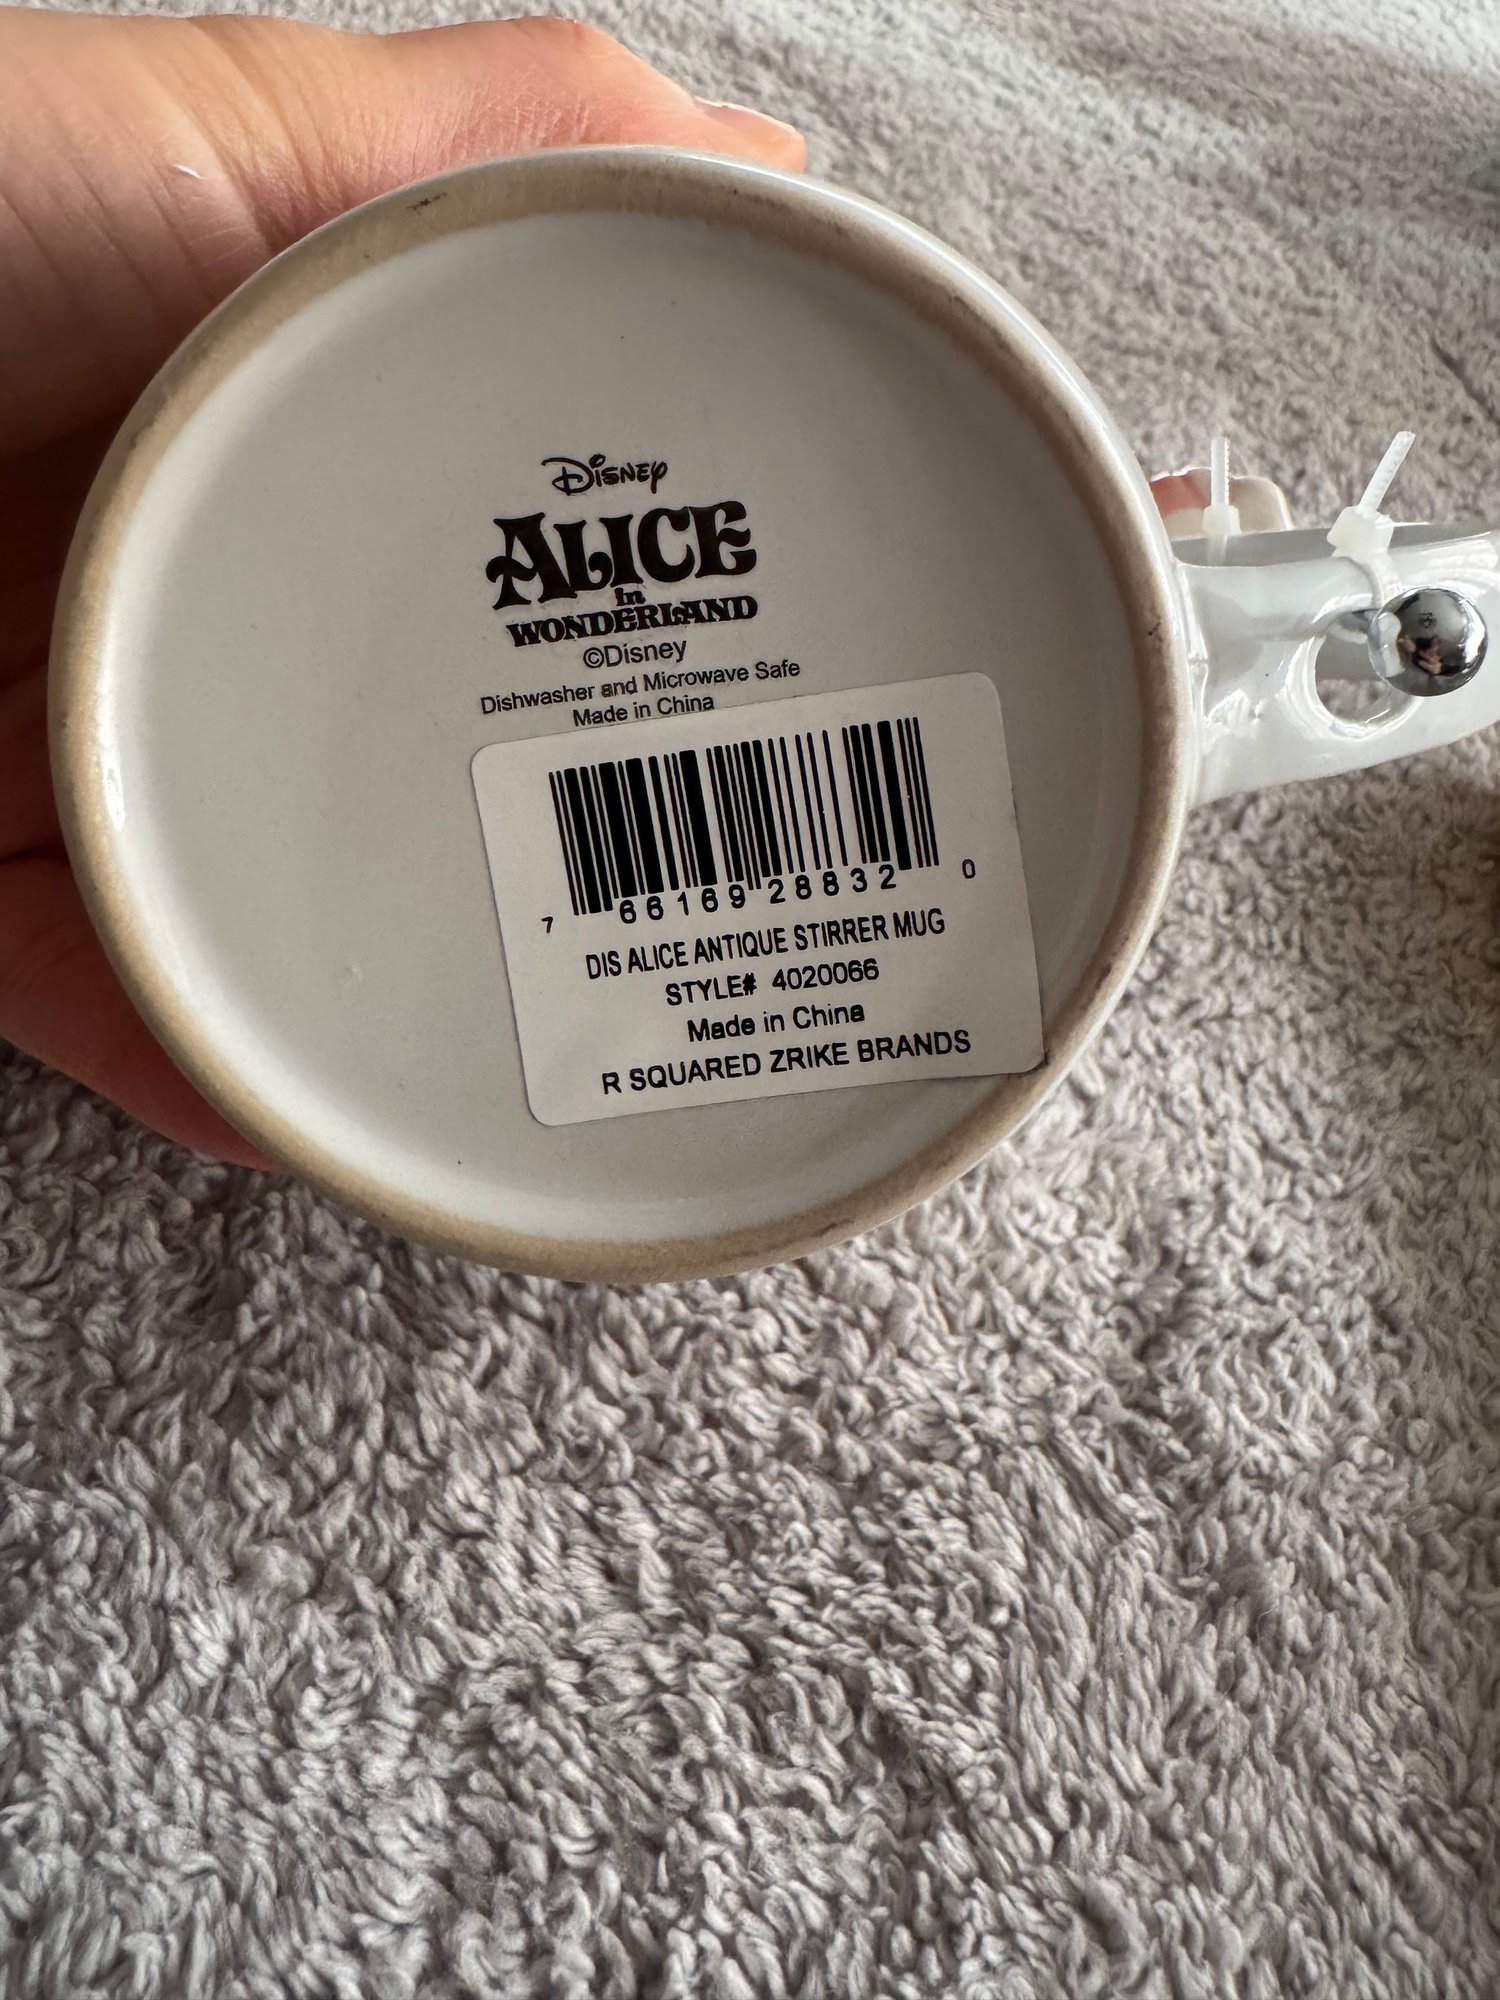 Disney
ALICE
in
WONDERLAND
©Disney
Dishwasher and Microwave Safe
Made in China
7 66169 28832 0
DIS ALICE ANTIQUE STIRRER MUG
STYLE# 4020066
Made in China
R SQUARED ZRIKE BRANDS